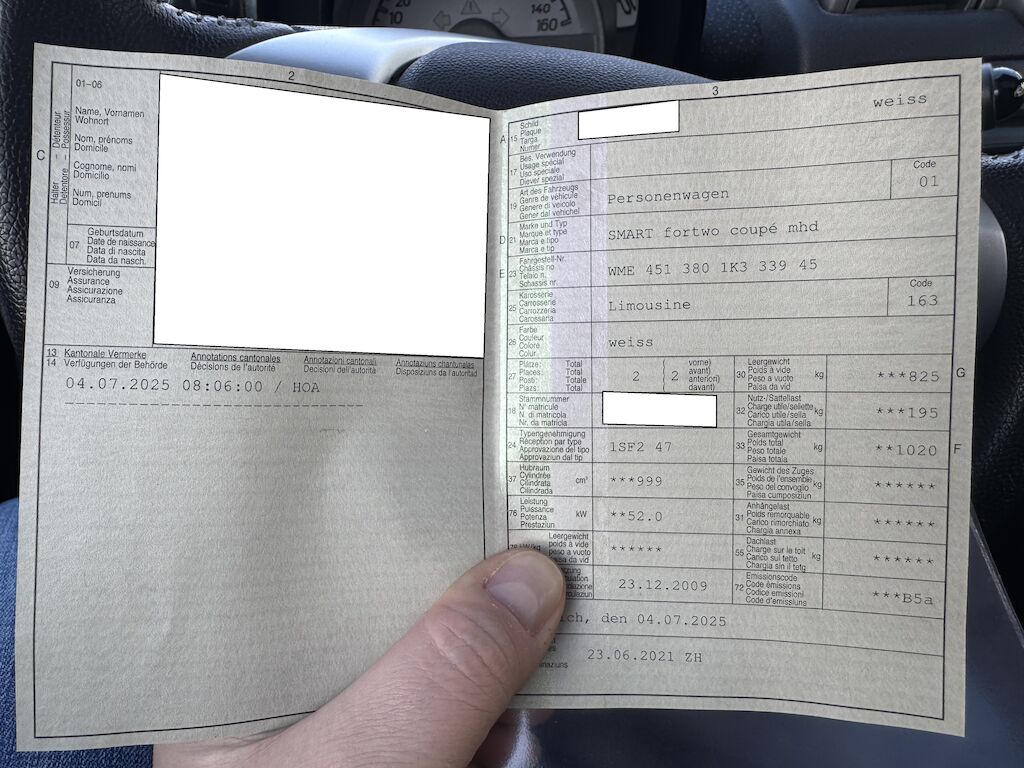 20
10
140
160
2
01-06
Halter – Détenteur
Detentore – Possessur
Name, Vornamen
Wohnort
Nom, prénoms
Domicile
Cognome, nomi
Domicilio
Num, prenums
Domicil
C
07
Geburtsdatum
Date de naissance
Data di nascita
Data da nasch.
09
Versicherung
Assurance
Assicurazione
Assicuranza
13
14
Kantonale Vermerke
Verfügungen der Behörde
Annotations cantonales
Décisions de l'autorité
Annotazioni cantonali
Decisioni dell'autorità
Annotaziuns chantunalas
Disposiziuns da l'autoritad
04.07.2025 08:06:00 / HOA
3
A
15
Schild
Plaque
Targa
Numer
weiss
17
Bes. Verwendung
Usage spécial
Uso speciale
Diever spezial
19
Art des Fahrzeugs
Genre de véhicule
Genere di veicolo
Gener dal vehichel
Personenwagen
Code
01
D
21
Marke und Typ
Marque et type
Marca e tipo
Marca e tip
SMART fortwo coupé mhd
E
23
Fahrgestell-Nr.
Châssis no
Telaio n.
Schassis nr.
WME 451 380 1K3 339 45
25
Karosserie
Carrosserie
Carrozzeria
Carossaria
Limousine
Code
163
26
Farbe
Couleur
Colore
Colur
weiss
27
Plätze: Total
Places: Total
Posti: Totale
Plazs: Total
2
( 2
vorne)
avant)
anteriori)
davant)
30
Leergewicht
Poids à vide
Peso a vuoto
Paisa da vid
kg
***825
G
18
Stammnummer
N° matricule
N. di matricola
Nr. da matricla
32
Nutz-/Sattellast
Charge utile/sellette
Carico utile/sella
Chargia utila/sella
kg
***195
24
Typengenehmigung
Réception par type
Approvazione del tipo
Approvaziun dal tip
1SF2 47
33
Gesamtgewicht
Poids total
Peso totale
Paisa totala
kg
**1020
F
37
Hubraum
Cylindrée
Cilindrata
Cilindrada
cm³
***999
35
Gewicht des Zuges
Poids de l'ensemble
Peso del convoglio
Paisa cumposiziun
kg
******
76
Leistung
Puissance
Potenza
Prestaziun
kW
**52.0
31
Anhängelast
Poids remorquable
Carico rimorchiato
Chargia annexa
kg
******
Leergewicht
poids à vide
peso a vuoto
paisa da vid
******
55
Dachlast
Charge sur le toit
Carico sul tetto
Chargia sin il tetg
kg
******
23.12.2009
72
Emissionscode
Code émissions
Codice emissioni
Code d'emissiuns
***B5a
den 04.07.2025
23.06.2021 ZH